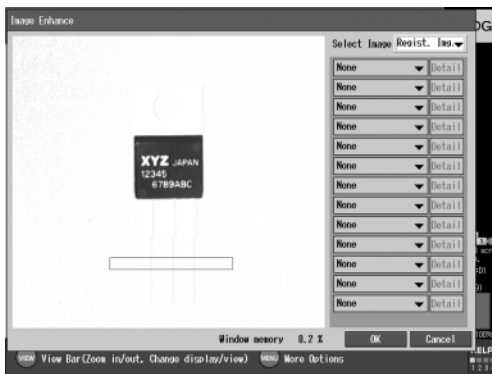 Image Enhance
Select Image Regist. Img.
None Detail
None Detail
None Detail
None Detail
None Detail
None Detail
None Detail
None Detail
None Detail
None Detail
None Detail
None Detail
None Detail
XYZ JAPAN
12345
6789ABC
Window memory 0.2 %
OK
Cancel
VIEW View Bar(Zoom in/out, Change display/view) MENU More Options